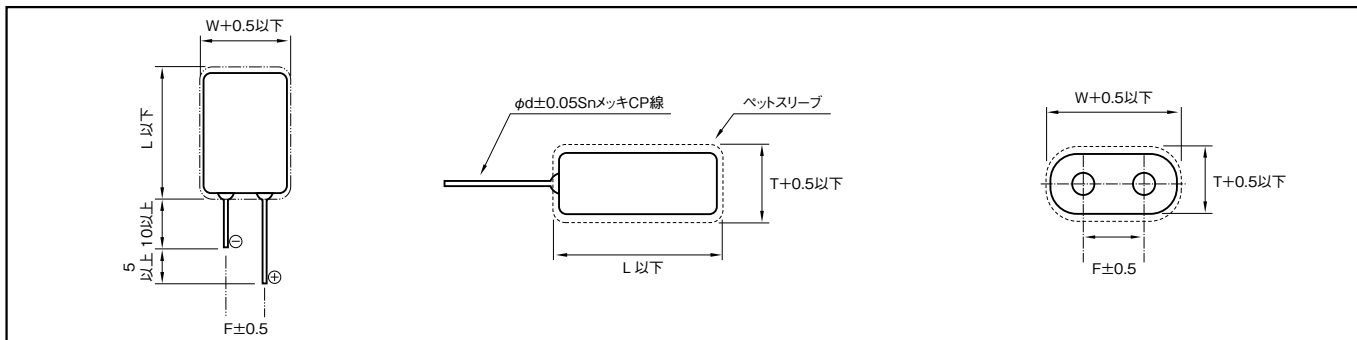 W+0.5以下
L 以下
10以上
5
以上
⊖
⊕
F±0.5
φd±0.05SnメッキCP線
ペットスリーブ
T+0.5以下
L 以下
W+0.5以下
T+0.5以下
F±0.5